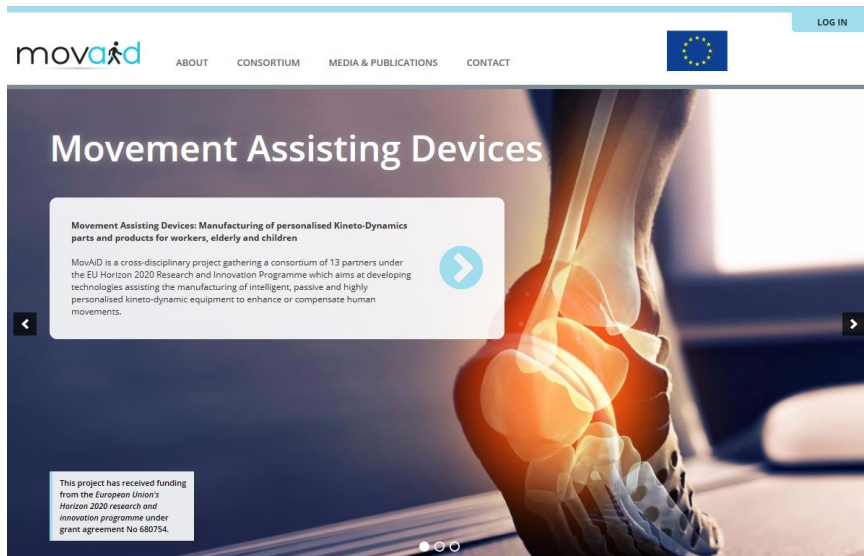 LOG IN
movaid
ABOUT CONSORTIUM MEDIA & PUBLICATIONS CONTACT
Movement Assisting Devices
Movement Assisting Devices: Manufacturing of personalised Kineto-Dynamics
parts and products for workers, elderly and children
MovAiD is a cross-disciplinary project gathering a consortium of 13 partners under
the EU Horizon 2020 Research and Innovation Programme which aims at developing
technologies assisting the manufacturing of intelligent, passive and highly
personalised kineto-dynamic equipment to enhance or compensate human
movements.
This project has received funding
from the European Union's
Horizon 2020 research and
innovation programme under
grant agreement No 680754.